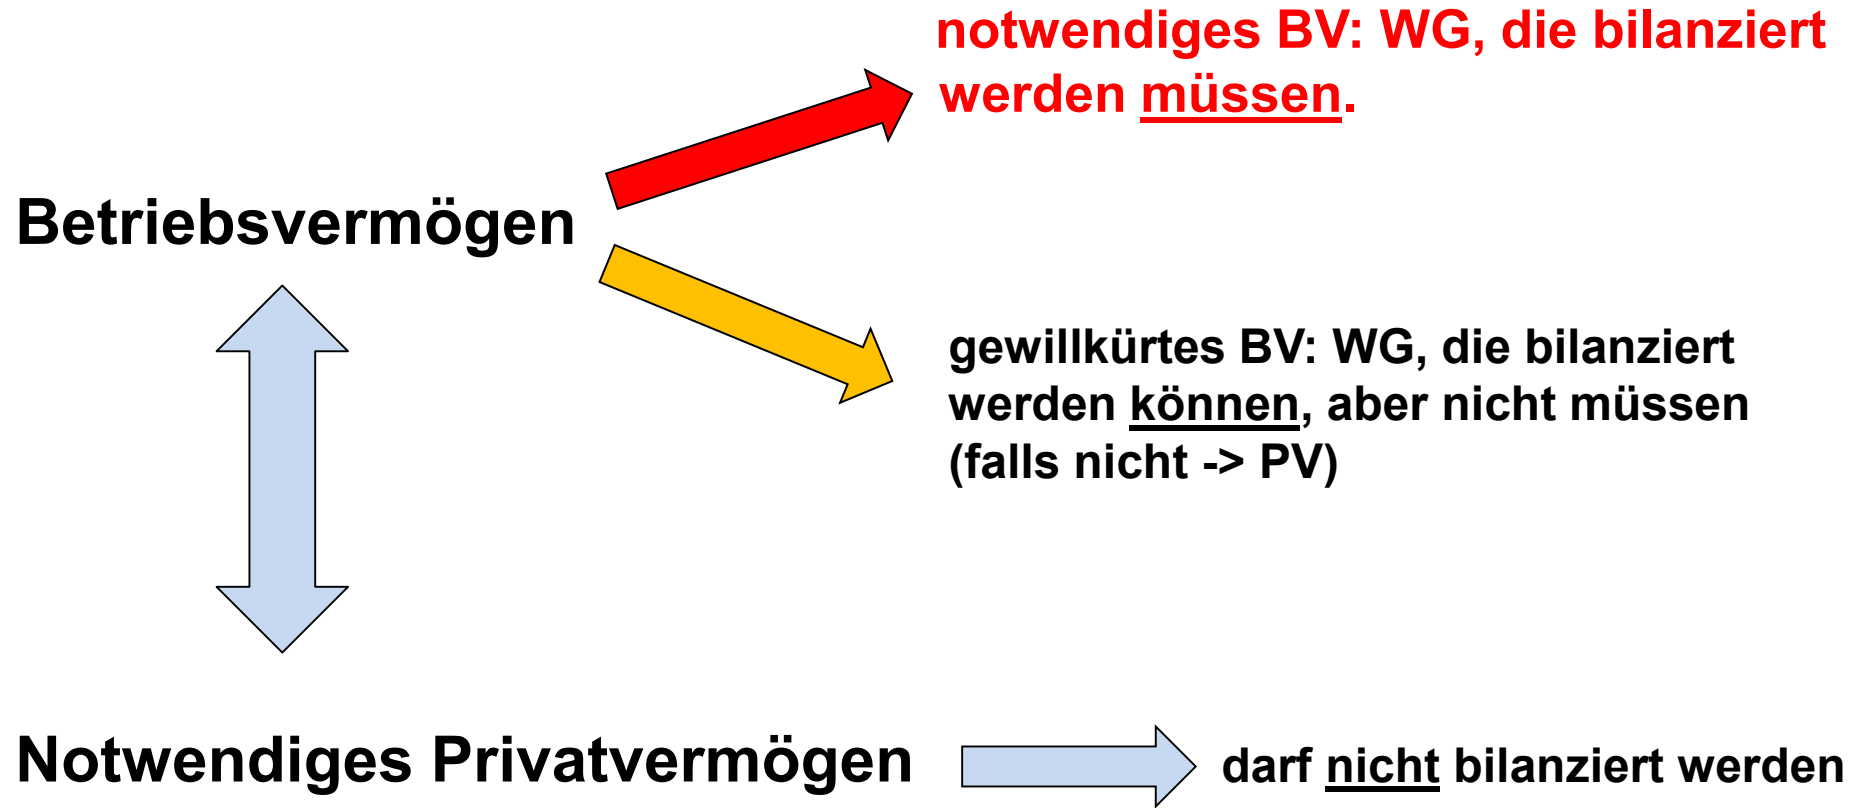 notwendiges BV: WG, die bilanziert
werden müssen.
Betriebsvermögen
gewillkürtes BV: WG, die bilanziert
werden können, aber nicht müssen
(falls nicht -> PV)
Notwendiges Privatvermögen
darf nicht bilanziert werden